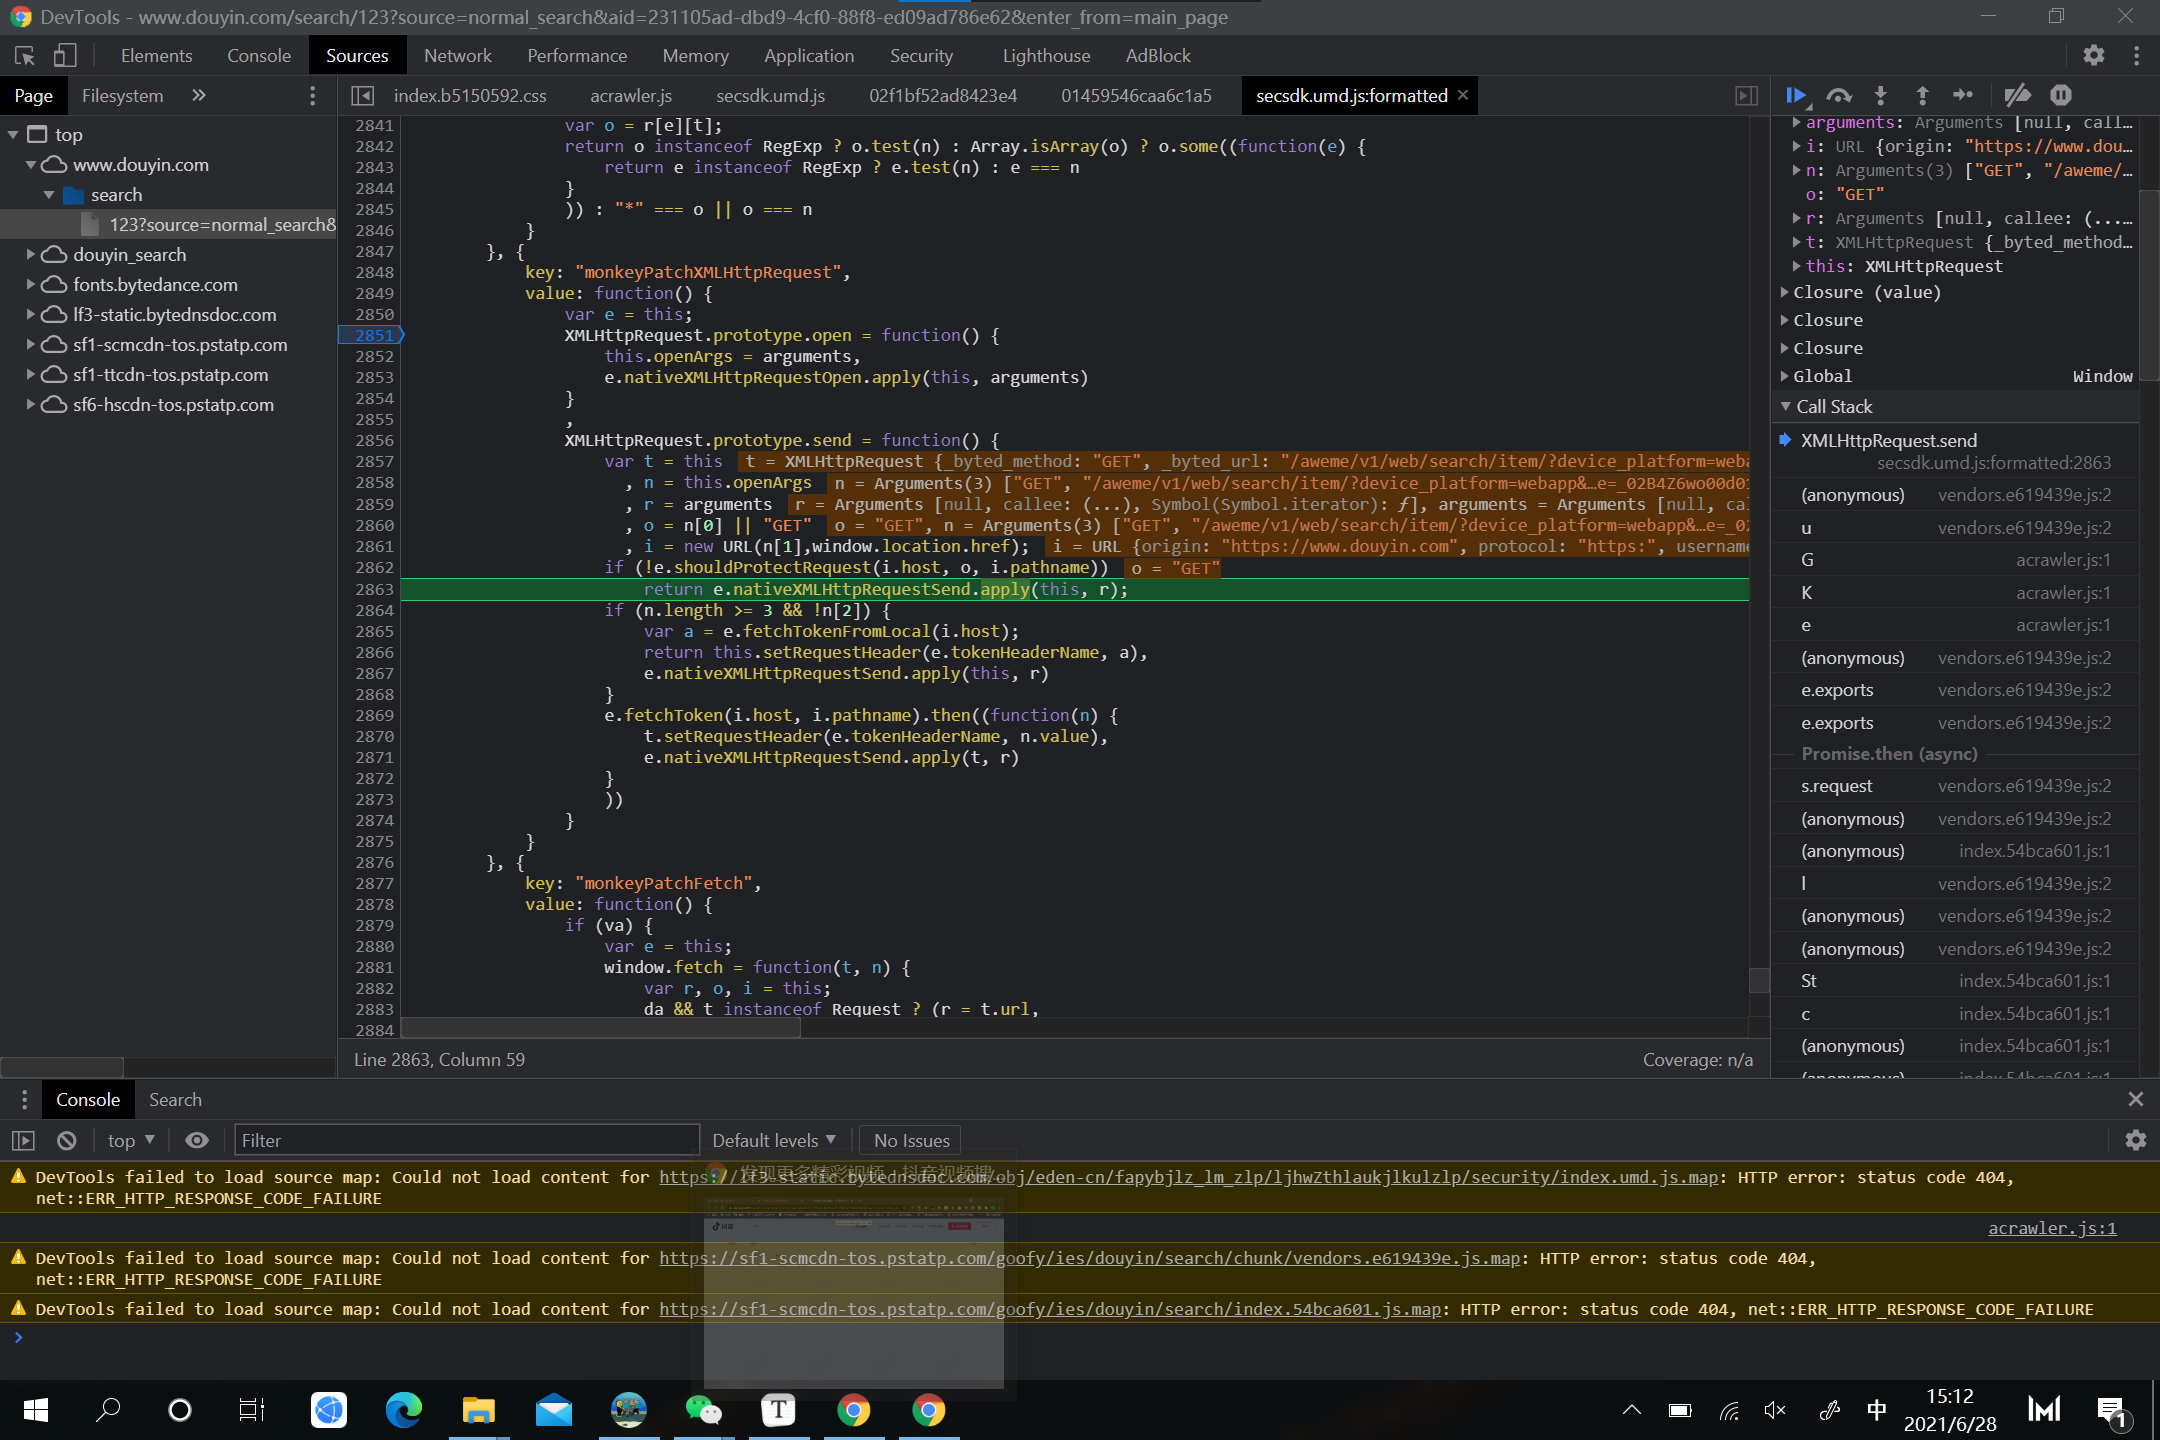 DevTools - www.douyin.com/search/123?source=normal_search&aid=231105ad-dbd9-4cf0-88f8-ed09ad786e62&enter_from=main_page
Elements Console Sources Network Performance Memory Application Security Lighthouse AdBlock
Page Filesystem »
index.b5150592.css acrawler.js secsdk.umd.js 02f1bf52ad8423e4 01459546caa6c1a5 secsdk.umd.js:formatted ×
top
www.douyin.com
search
123?source=normal_search&
douyin_search
fonts.bytedance.com
lf3-static.bytednsdoc.com
sf1-scmcdn-tos.pstatp.com
sf1-ttcdn-tos.pstatp.com
sf6-hscdn-tos.pstatp.com
2841 var o = r[e][t];
2842 return o instanceof RegExp ? o.test(n) : Array.isArray(o) ? o.some((function(e) {
2843 return e instanceof RegExp ? e.test(n) : e === n
2844 }
2845 )) : "*" === o || o === n
2846 }
2847 }, {
2848 key: "monkeyPatchXMLHttpRequest",
2849 value: function() {
2850 var e = this;
2851 XMLHttpRequest.prototype.open = function() {
2852 this.openArgs = arguments,
2853 e.nativeXMLHttpRequestOpen.apply(this, arguments)
2854 }
2855 ,
2856 XMLHttpRequest.prototype.send = function() {
2857 var t = this t = XMLHttpRequest {_byted_method: "GET", _byted_url: "/aweme/v1/web/search/item/?device_platform=weba
2858 , n = this.openArgs n = Arguments(3) ["GET", "/aweme/v1/web/search/item/?device_platform=webapp&…e=_02B4Z6wo00d01
2859 , r = arguments r = Arguments [null, callee: (...), Symbol(Symbol.iterator): ƒ], arguments = Arguments [null, cal
2860 , o = n[0] || "GET" o = "GET", n = Arguments(3) ["GET", "/aweme/v1/web/search/item/?device_platform=webapp&…e=_02
2861 , i = new URL(n[1],window.location.href); i = URL {origin: "https://www.douyin.com", protocol: "https:", username
2862 if (!e.shouldProtectRequest(i.host, o, i.pathname)) o = "GET"
2863 return e.nativeXMLHttpRequestSend.apply(this, r);
2864 if (n.length >= 3 && !n[2]) {
2865 var a = e.fetchTokenFromLocal(i.host);
2866 return this.setRequestHeader(e.tokenHeaderName, a),
2867 e.nativeXMLHttpRequestSend.apply(this, r)
2868 }
2869 e.fetchToken(i.host, i.pathname).then((function(n) {
2870 t.setRequestHeader(e.tokenHeaderName, n.value),
2871 e.nativeXMLHttpRequestSend.apply(t, r)
2872 }
2873 ))
2874 }
2875 }
2876 }, {
2877 key: "monkeyPatchFetch",
2878 value: function() {
2879 if (va) {
2880 var e = this;
2881 window.fetch = function(t, n) {
2882 var r, o, i = this;
2883 da && t instanceof Request ? (r = t.url,
2884
Line 2863, Column 59
Coverage: n/a
arguments: Arguments [null, call…
i: URL {origin: "https://www.dou…
n: Arguments(3) ["GET", "/aweme/…
o: "GET"
r: Arguments [null, callee: (...…
t: XMLHttpRequest {_byted_method…
this: XMLHttpRequest
Closure (value)
Closure
Closure
Global Window
Call Stack
XMLHttpRequest.send
secsdk.umd.js:formatted:2863
(anonymous) vendors.e619439e.js:2
u vendors.e619439e.js:2
G acrawler.js:1
K acrawler.js:1
e acrawler.js:1
(anonymous) vendors.e619439e.js:2
e.exports vendors.e619439e.js:2
e.exports vendors.e619439e.js:2
Promise.then (async)
s.request vendors.e619439e.js:2
(anonymous) vendors.e619439e.js:2
(anonymous) index.54bca601.js:1
l vendors.e619439e.js:2
(anonymous) vendors.e619439e.js:2
(anonymous) vendors.e619439e.js:2
St index.54bca601.js:1
c index.54bca601.js:1
(anonymous) index.54bca601.js:1
(anonymous) index.54bca601.js:1
Console Search
top Filter Default levels No Issues
发现更多精彩视频 - 抖音视频搜...
DevTools failed to load source map: Could not load content for https://lf3-static.bytednsdoc.com/obj/eden-cn/fapybjlz_lm_zlp/ljhwZthlaukjlkulzlp/security/index.umd.js.map: HTTP error: status code 404,
net::ERR_HTTP_RESPONSE_CODE_FAILURE
acrawler.js:1
DevTools failed to load source map: Could not load content for https://sf1-scmcdn-tos.pstatp.com/goofy/ies/douyin/search/chunk/vendors.e619439e.js.map: HTTP error: status code 404,
net::ERR_HTTP_RESPONSE_CODE_FAILURE
DevTools failed to load source map: Could not load content for https://sf1-scmcdn-tos.pstatp.com/goofy/ies/douyin/search/index.54bca601.js.map: HTTP error: status code 404, net::ERR_HTTP_RESPONSE_CODE_FAILURE
T
中
15:12
2021/6/28
1